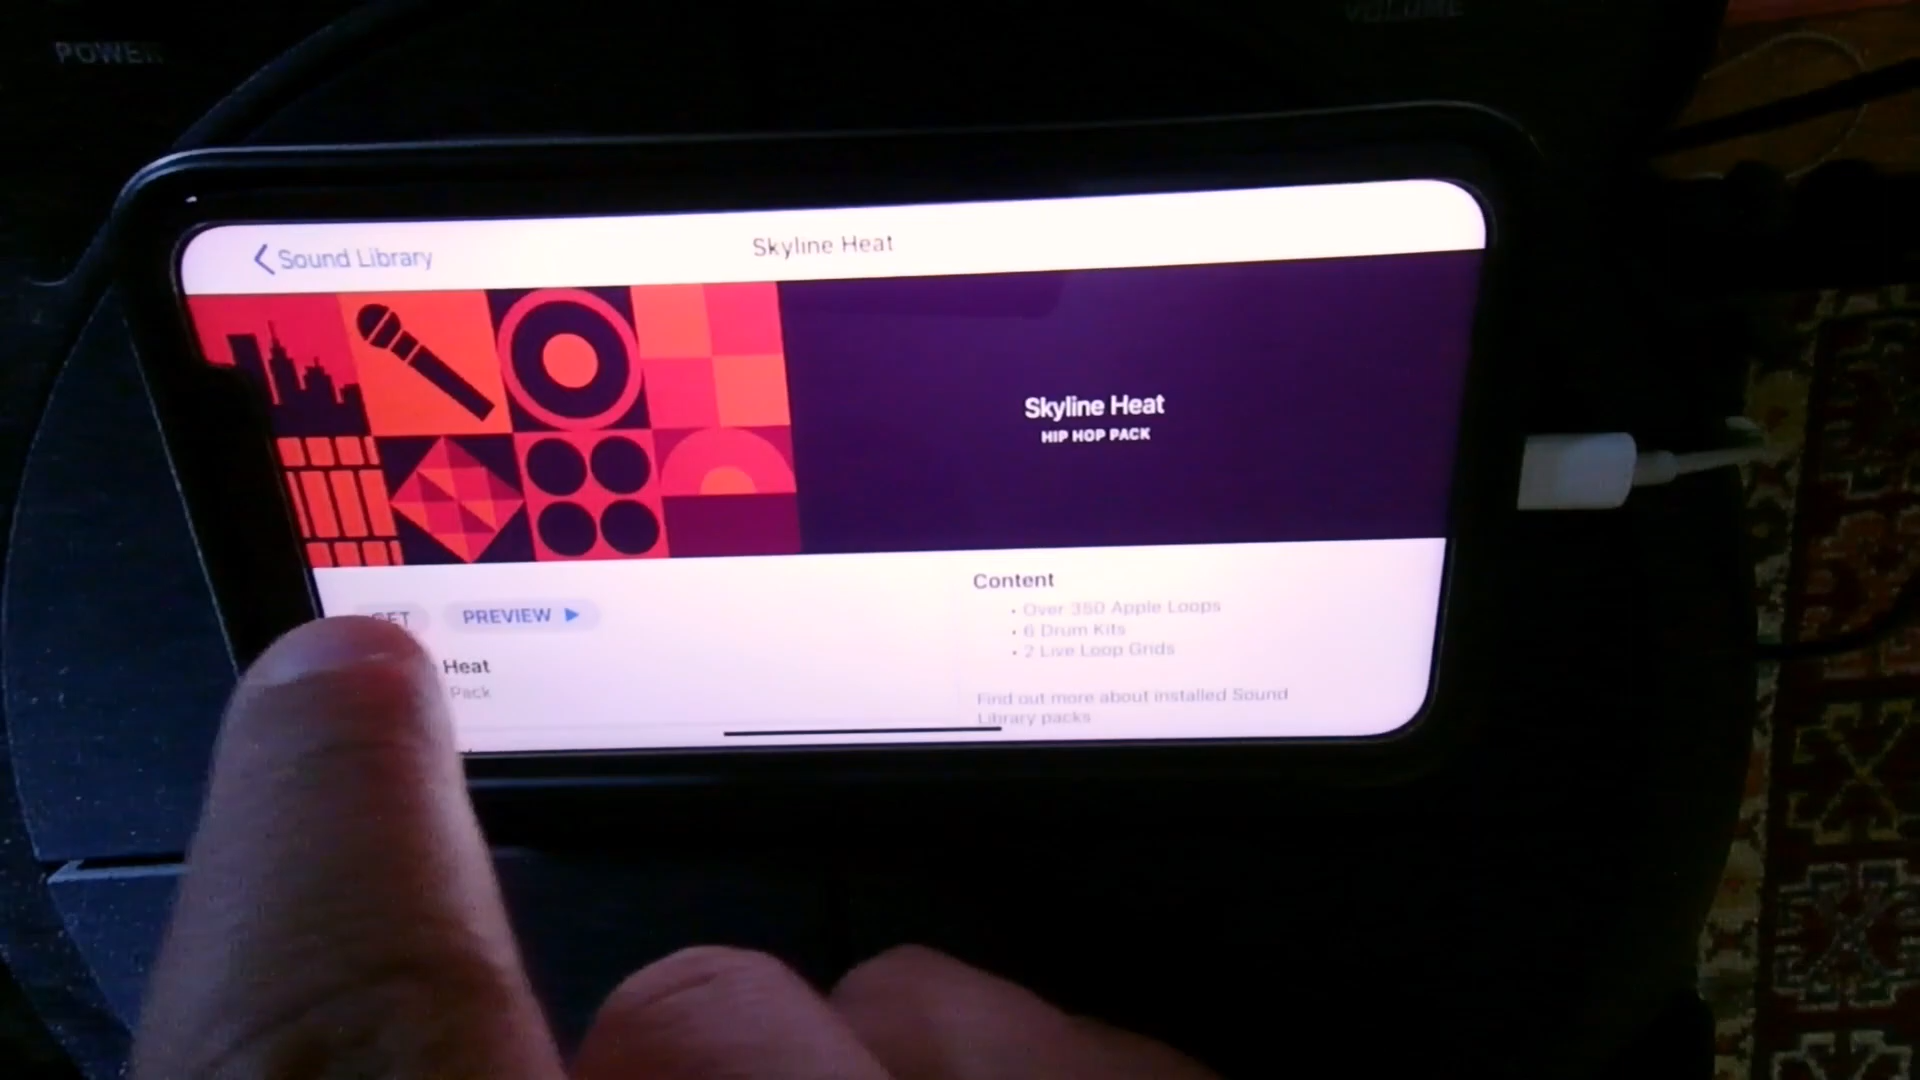 POWER
VOLUME
Sound Library
Skyline Heat
Skyline Heat
HIP HOP PACK
GET
PREVIEW
Heat
Pack
Content
• Over 350 Apple Loops
• 6 Drum Kits
• 2 Live Loop Grids
Find out more about installed Sound
Library packs